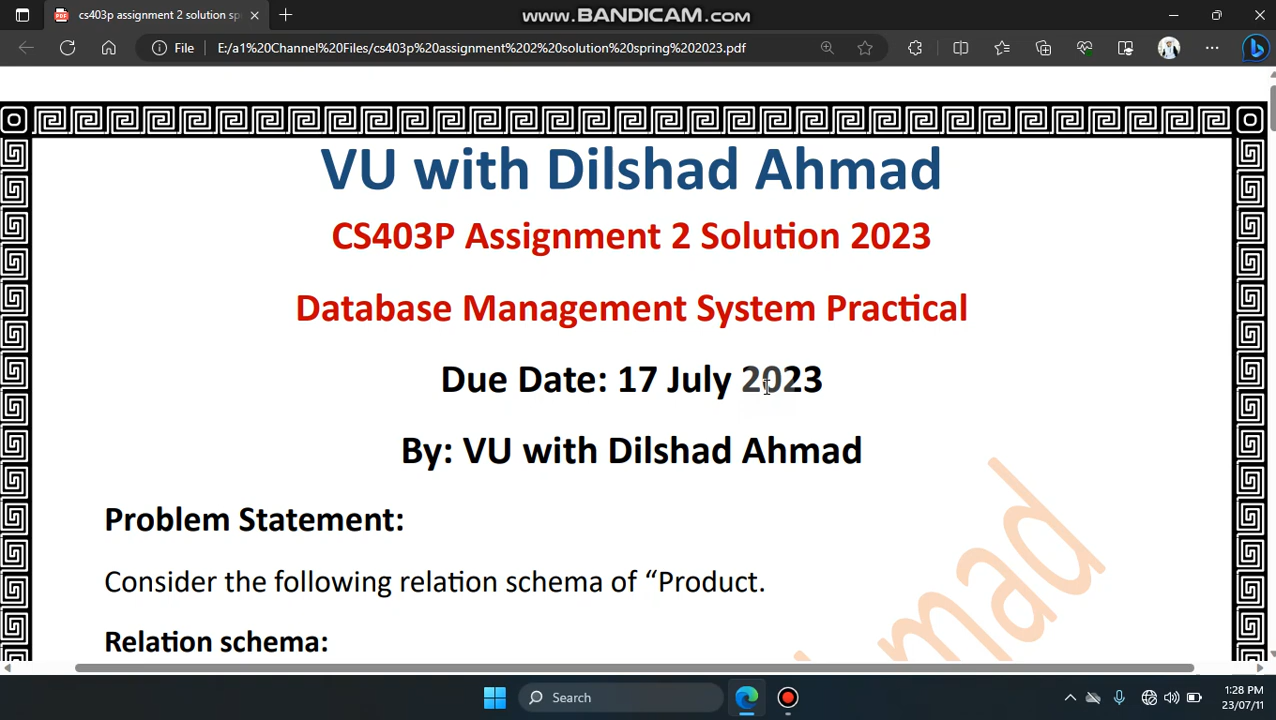 cs403p assignment 2 solution sp
www.BANDICAM.com
File E:/a1%20Channel%20Files/cs403p%20assignment%202%20solution%20spring%202023.pdf
VU with Dilshad Ahmad
CS403P Assignment 2 Solution 2023
Database Management System Practical
Due Date: 17 July 2023
By: VU with Dilshad Ahmad
Problem Statement:
Consider the following relation schema of “Product.
Relation schema:
mad
Search
1:28 PM
23/07/11